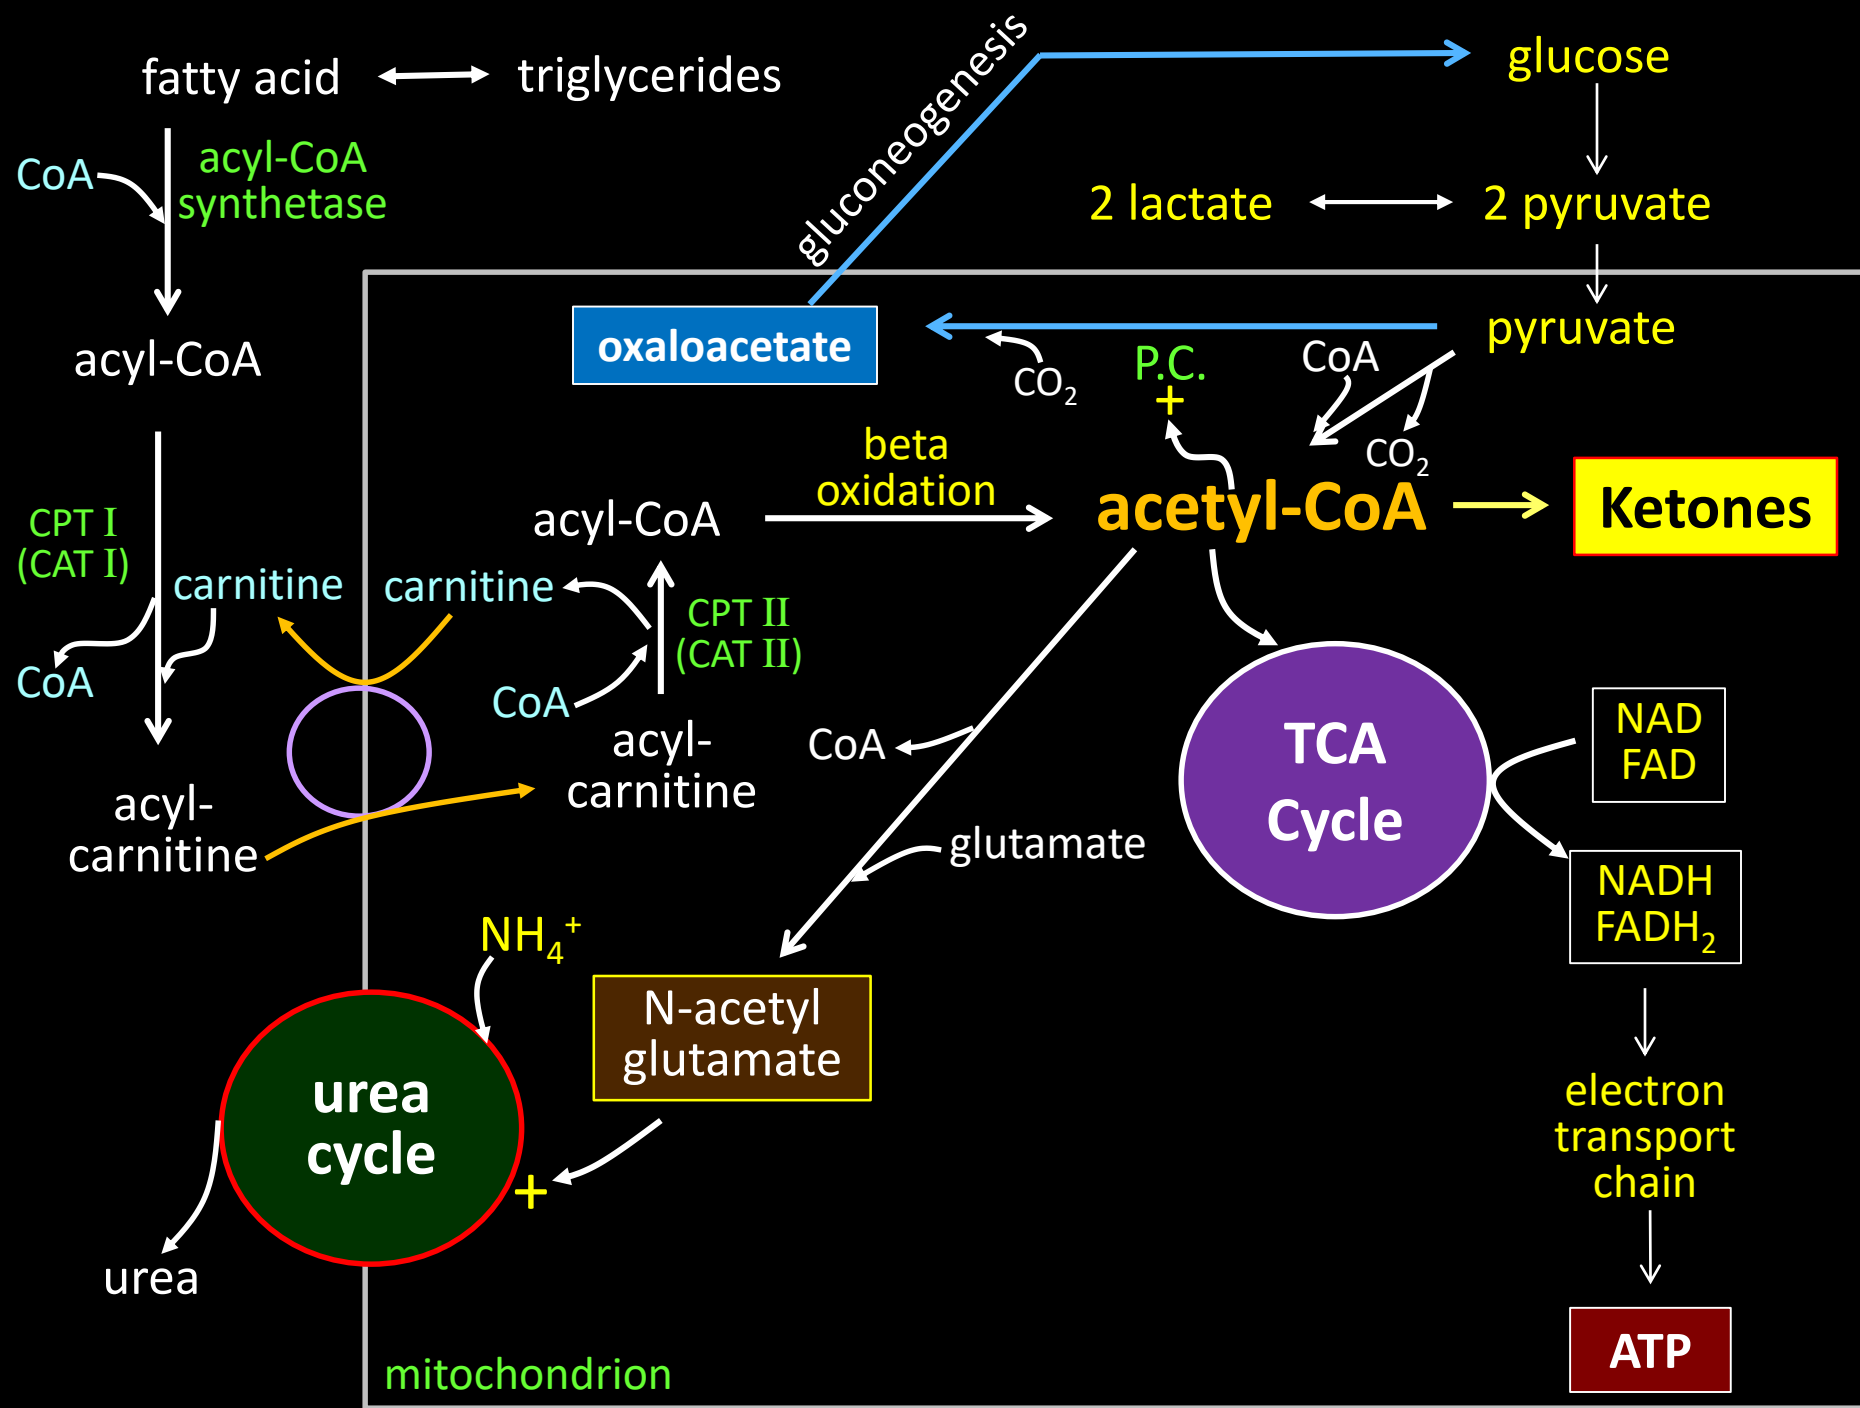 fatty acid
triglycerides
gluconeogenesis
glucose
CoA
acyl-CoA
synthetase
2 lactate
2 pyruvate
acyl-CoA
oxaloacetate
pyruvate
CO₂
P.C.
+
CoA
CO₂
beta
oxidation
acyl-CoA
acetyl-CoA
Ketones
CPT I
(CAT I)
carnitine
carnitine
CPT II
(CAT II)
CoA
CoA
acyl-
carnitine
CoA
TCA
Cycle
NAD
FAD
acyl-
carnitine
glutamate
NADH
FADH₂
NH₄⁺
N-acetyl
glutamate
urea
cycle
+
electron
transport
chain
urea
ATP
mitochondrion